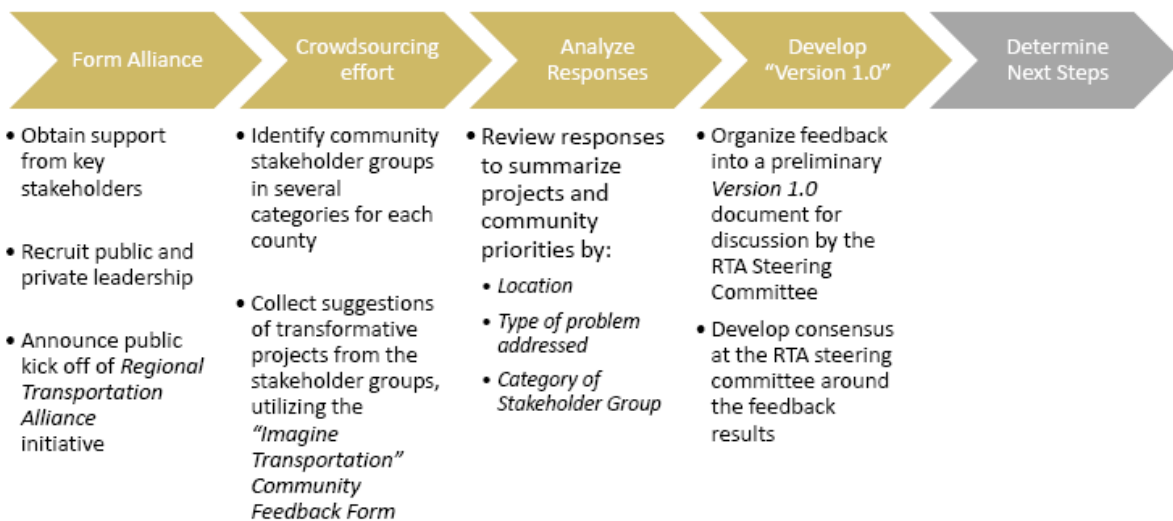 Form Alliance
Crowdsourcing
effort
Analyze
Responses
Develop
“Version 1.0”
Determine
Next Steps
• Obtain support
from key
stakeholders
• Recruit public and
private leadership
• Announce public
kick off of Regional
Transportation
Alliance
initiative
• Identify community
stakeholder groups
in several
categories for each
county
• Collect suggestions
of transformative
projects from the
stakeholder groups,
utilizing the
“Imagine
Transportation”
Community
Feedback Form
• Review responses
to summarize
projects and
community
priorities by:
• Location
• Type of problem
addressed
• Category of
Stakeholder Group
• Organize feedback
into a preliminary
Version 1.0
document for
discussion by the
RTA Steering
Committee
• Develop consensus
at the RTA steering
committee around
the feedback
results